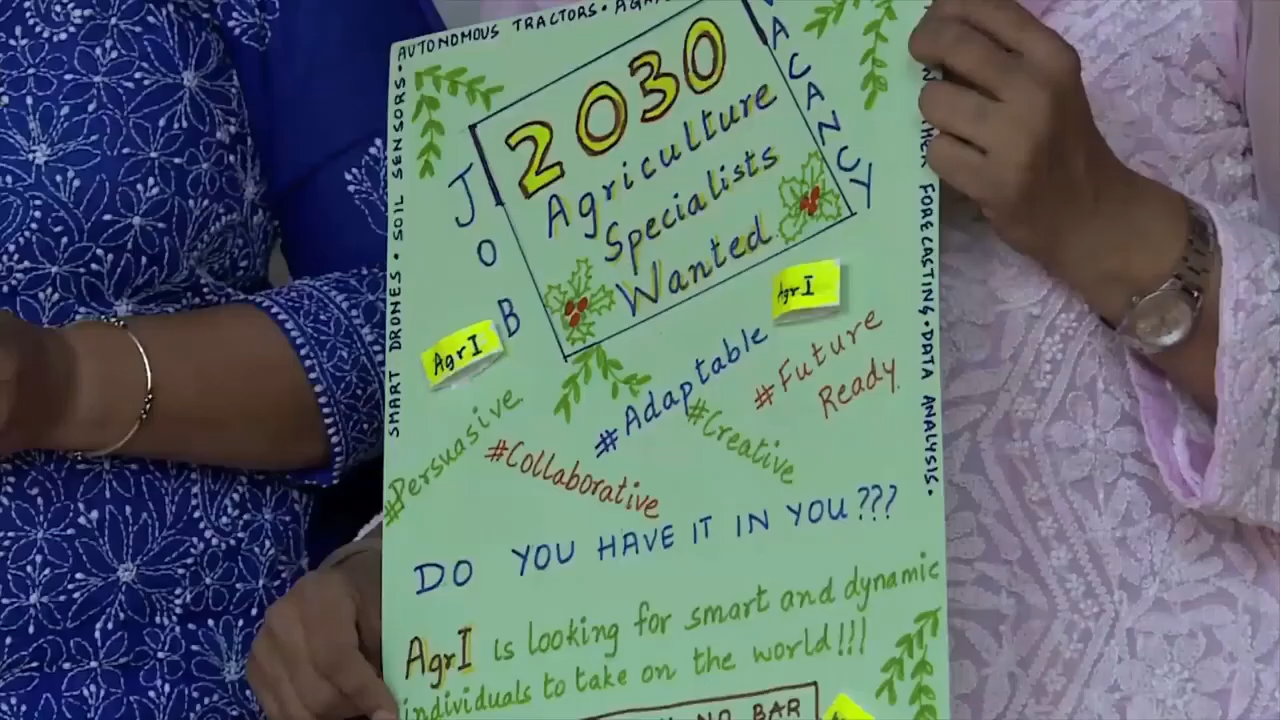 SMART DRONES • SOIL SENSORS • AUTONOMOUS TRACTORS •
FORECASTING • DATA ANALYSIS.
JOB
VACANCY
2030
Agriculture
Specialists
Wanted
AgrI
AgrI
#Persuasive
#Collaborative
#Adaptable
#Creative
#Future
Ready
DO YOU HAVE IT IN YOU???
AgrI is looking for smart and dynamic
individuals to take on the world!!!
NO BAR